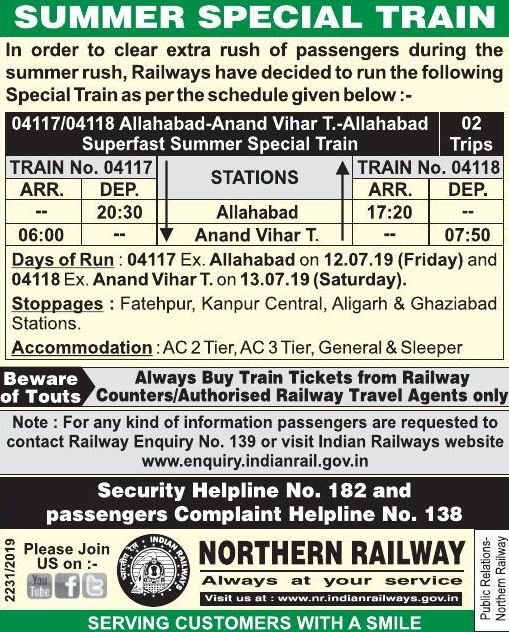 SUMMER SPECIAL TRAIN
In order to clear extra rush of passengers during the
summer rush, Railways have decided to run the following
Special Train as per the schedule given below :-
04117/04118 Allahabad-Anand Vihar T.-Allahabad
Superfast Summer Special Train
02
Trips
TRAIN No. 04117
STATIONS
TRAIN No. 04118
ARR. DEP. ARR. DEP.
-- 20:30 Allahabad 17:20 --
06:00 -- Anand Vihar T. -- 07:50
Days of Run : 04117 Ex. Allahabad on 12.07.19 (Friday) and
04118 Ex. Anand Vihar T. on 13.07.19 (Saturday).
Stoppages : Fatehpur, Kanpur Central, Aligarh & Ghaziabad
Stations.
Accommodation : AC 2 Tier, AC 3 Tier, General & Sleeper
Beware
of Touts
Always Buy Train Tickets from Railway
Counters/Authorised Railway Travel Agents only
Note : For any kind of information passengers are requested to
contact Railway Enquiry No. 139 or visit Indian Railways website
www.enquiry.indianrail.gov.in
Security Helpline No. 182 and
passengers Complaint Helpline No. 138
2231/2019
Please Join
US on :-
You
Tube
f
t
भारतीय रेल
INDIAN RAILWAYS
NORTHERN RAILWAY
Always at your service
Visit us at : www.nr.indianrailways.gov.in
Public Relations-
Northern Railway
SERVING CUSTOMERS WITH A SMILE